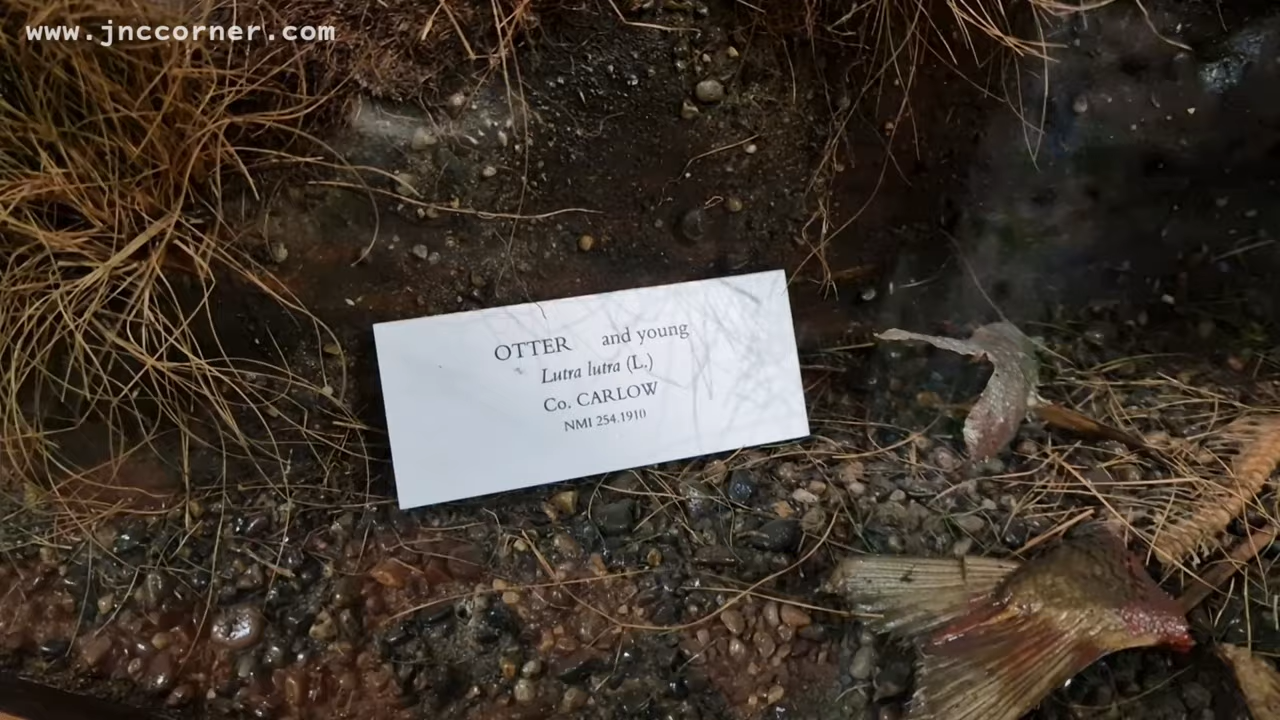 www.jnccorner.com
OTTER and young
Lutra lutra (L.)
Co. CARLOW
NMI 254.1910